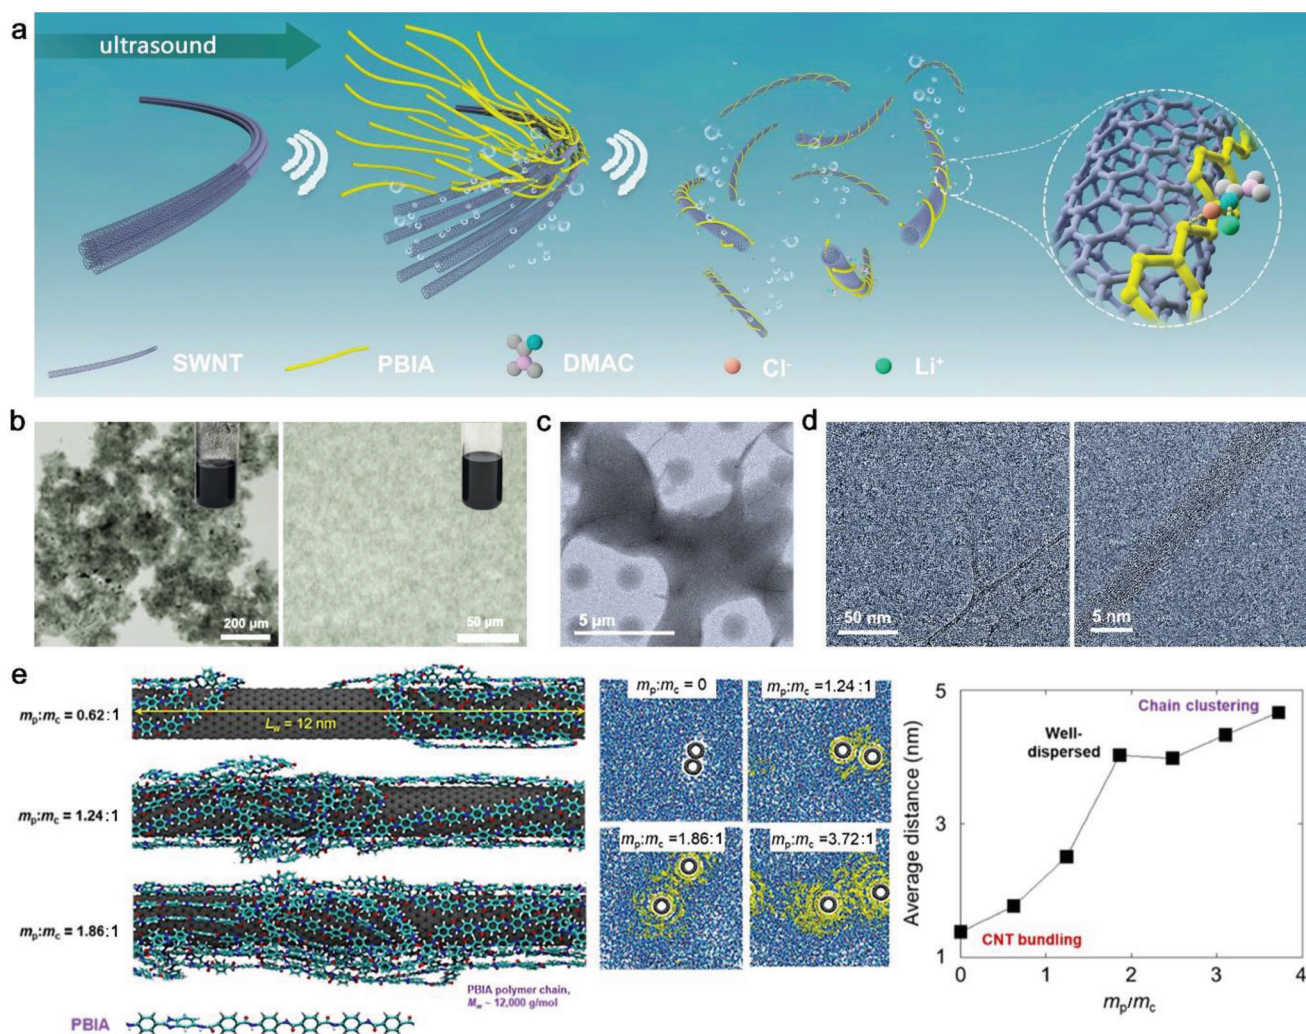 a
ultrasound
SWNT
PBIA
DMAC
Cl-
Li+
b
200 μm
50 μm
c
5 μm
d
50 nm
5 nm
e
mp:mc = 0.62:1
Lw = 12 nm
mp:mc = 1.24:1
mp:mc = 1.86:1
PBIA polymer chain,
Mw ~ 12,000 g/mol
PBIA
mp:mc = 0
mp:mc =1.24:1
mp:mc =1.86:1
mp:mc =3.72:1
Average distance (nm)
5
3
1
Chain clustering
Well-
dispersed
CNT bundling
0 1 2 3 4
mp/mc